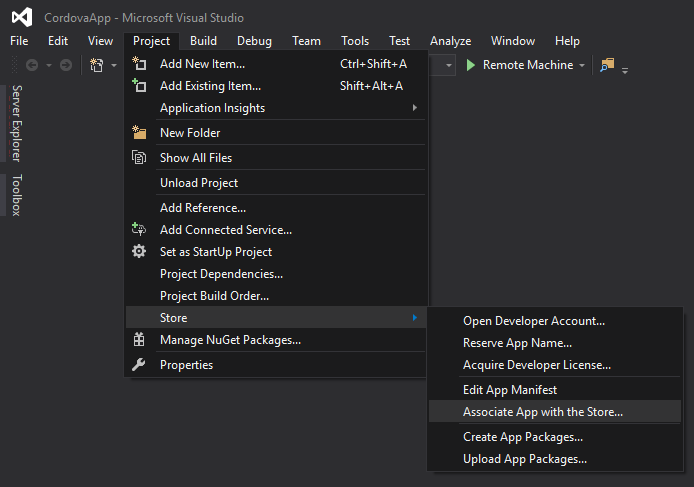 CordovaApp - Microsoft Visual Studio
File Edit View Project Build Debug Team Tools Test Analyze Window Help
Remote Machine
Server Explorer
Toolbox
Add New Item... Ctrl+Shift+A
Add Existing Item... Shift+Alt+A
Application Insights
New Folder
Show All Files
Unload Project
Add Reference...
Add Connected Service...
Set as StartUp Project
Project Dependencies...
Project Build Order...
Store
Manage NuGet Packages...
Properties
Open Developer Account...
Reserve App Name...
Acquire Developer License...
Edit App Manifest
Associate App with the Store...
Create App Packages...
Upload App Packages...